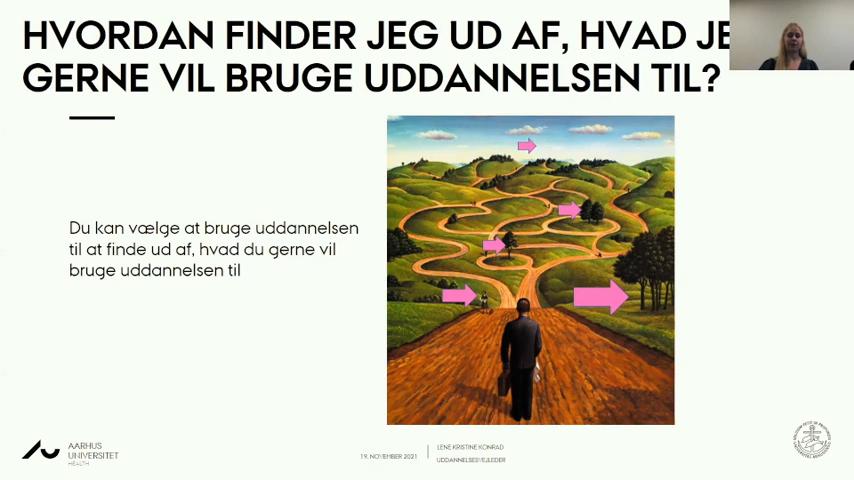 HVORDAN FINDER JEG UD AF, HVAD JE
GERNE VIL BRUGE UDDANNELSEN TIL?
Du kan vælge at bruge uddannelsen
til at finde ud af, hvad du gerne vil
bruge uddannelsen til
AARHUS
UNIVERSITET
HEALTH
19. NOVEMBER 2021
LENE KRISTINE KONRAD
UDDANNELSESVEJLEDER